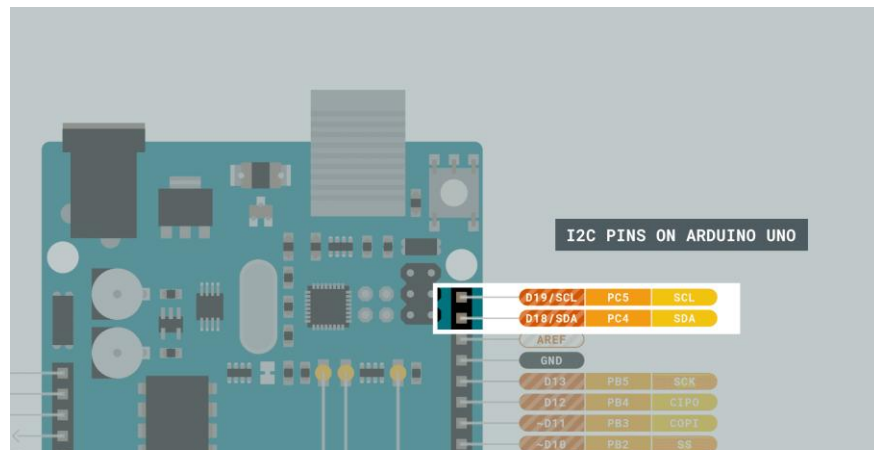 I2C PINS ON ARDUINO UNO
D19/SCL PC5 SCL
D18/SDA PC4 SDA
AREF
GND
D13 PB5 SCK
D12 PB4 CIPO
~D11 PB3 COPI
~D10 PB2 SS